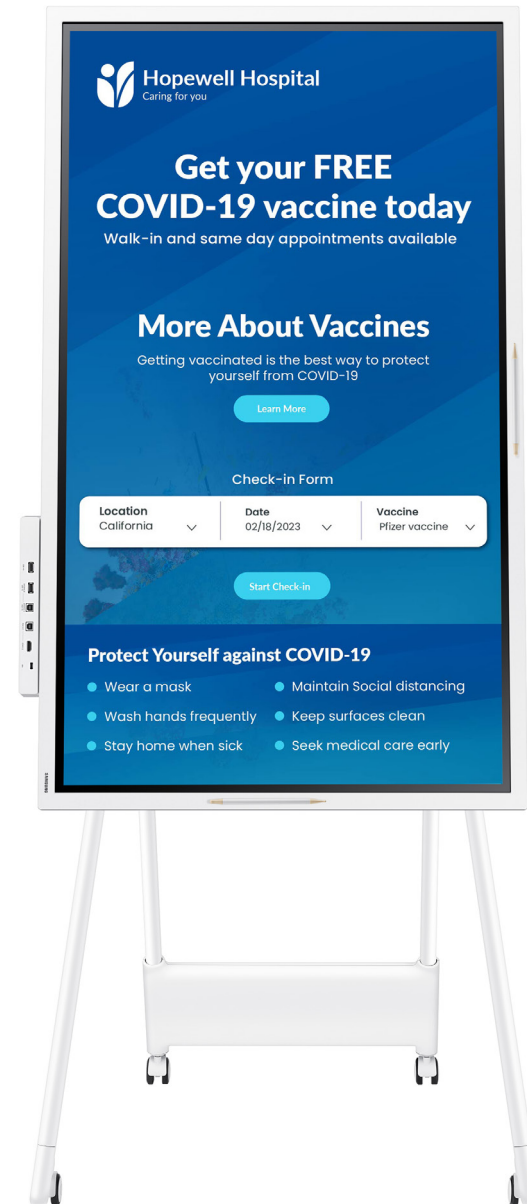 Hopewell Hospital
Caring for you
Get your FREE
COVID-19 vaccine today
Walk-in and same day appointments available
More About Vaccines
Getting vaccinated is the best way to protect
yourself from COVID-19
Learn More
Check-in Form
Location Date Vaccine
California 02/18/2023 Pfizer vaccine
Start Check-in
Protect Yourself against COVID-19
Wear a mask Maintain Social distancing
Wash hands frequently Keep surfaces clean
Stay home when sick Seek medical care early
SAMSUNG